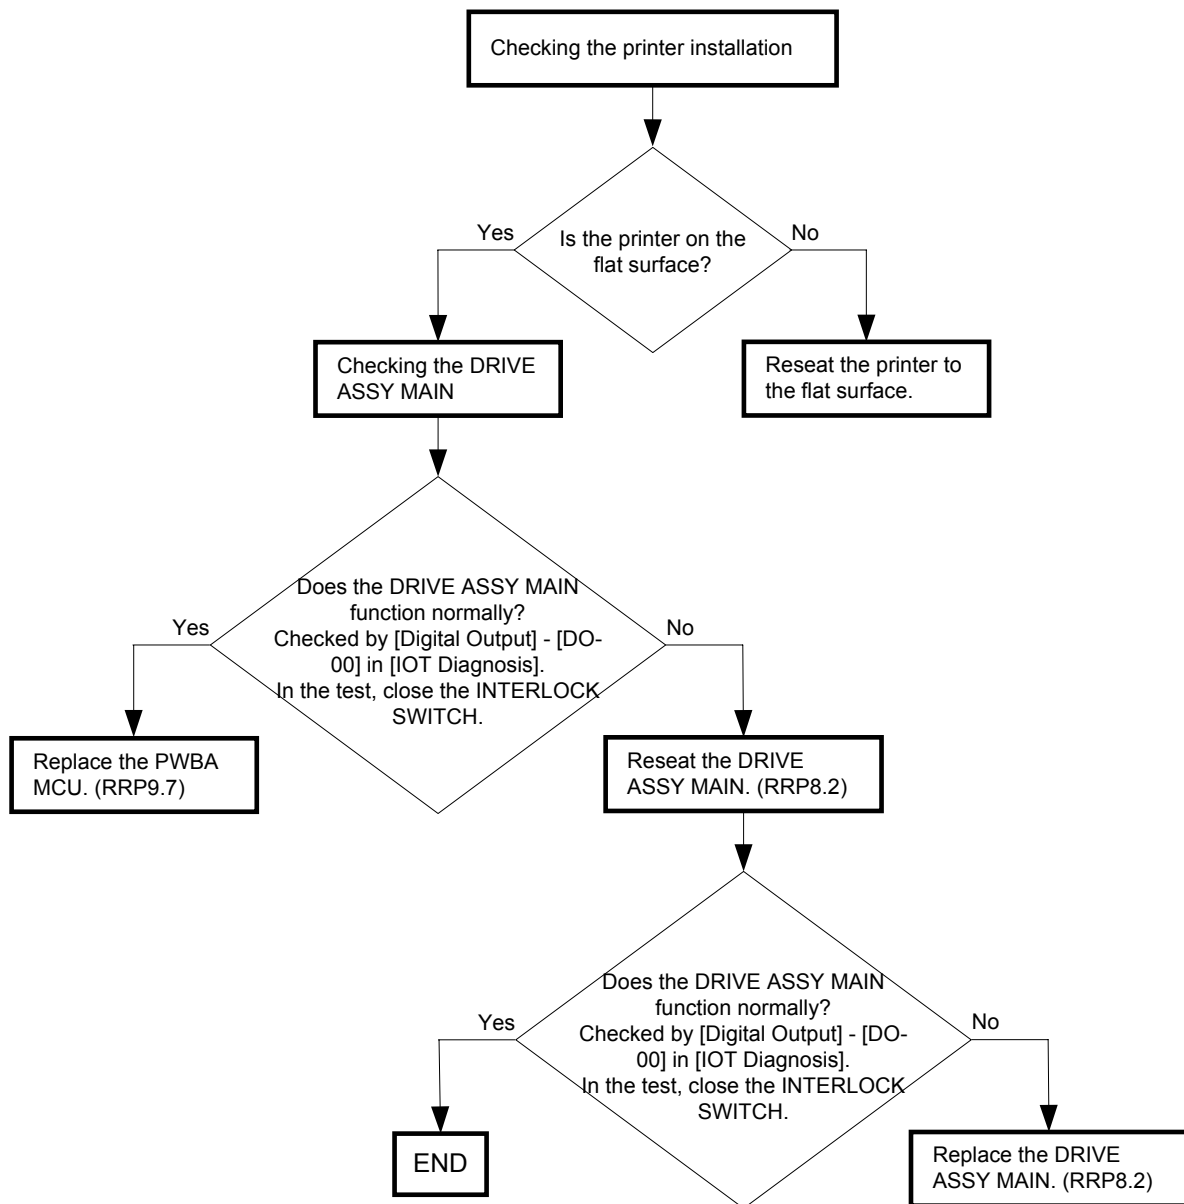 Checking the printer installation
Yes
No
Is the printer on the
flat surface?
Checking the DRIVE
ASSY MAIN
Reseat the printer to
the flat surface.
Does the DRIVE ASSY MAIN
function normally?
Checked by [Digital Output] - [DO-
00] in [IOT Diagnosis].
In the test, close the INTERLOCK
SWITCH.
Yes
No
Replace the PWBA
MCU. (RRP9.7)
Reseat the DRIVE
ASSY MAIN. (RRP8.2)
Does the DRIVE ASSY MAIN
function normally?
Checked by [Digital Output] - [DO-
00] in [IOT Diagnosis].
In the test, close the INTERLOCK
SWITCH.
Yes
No
END
Replace the DRIVE
ASSY MAIN. (RRP8.2)